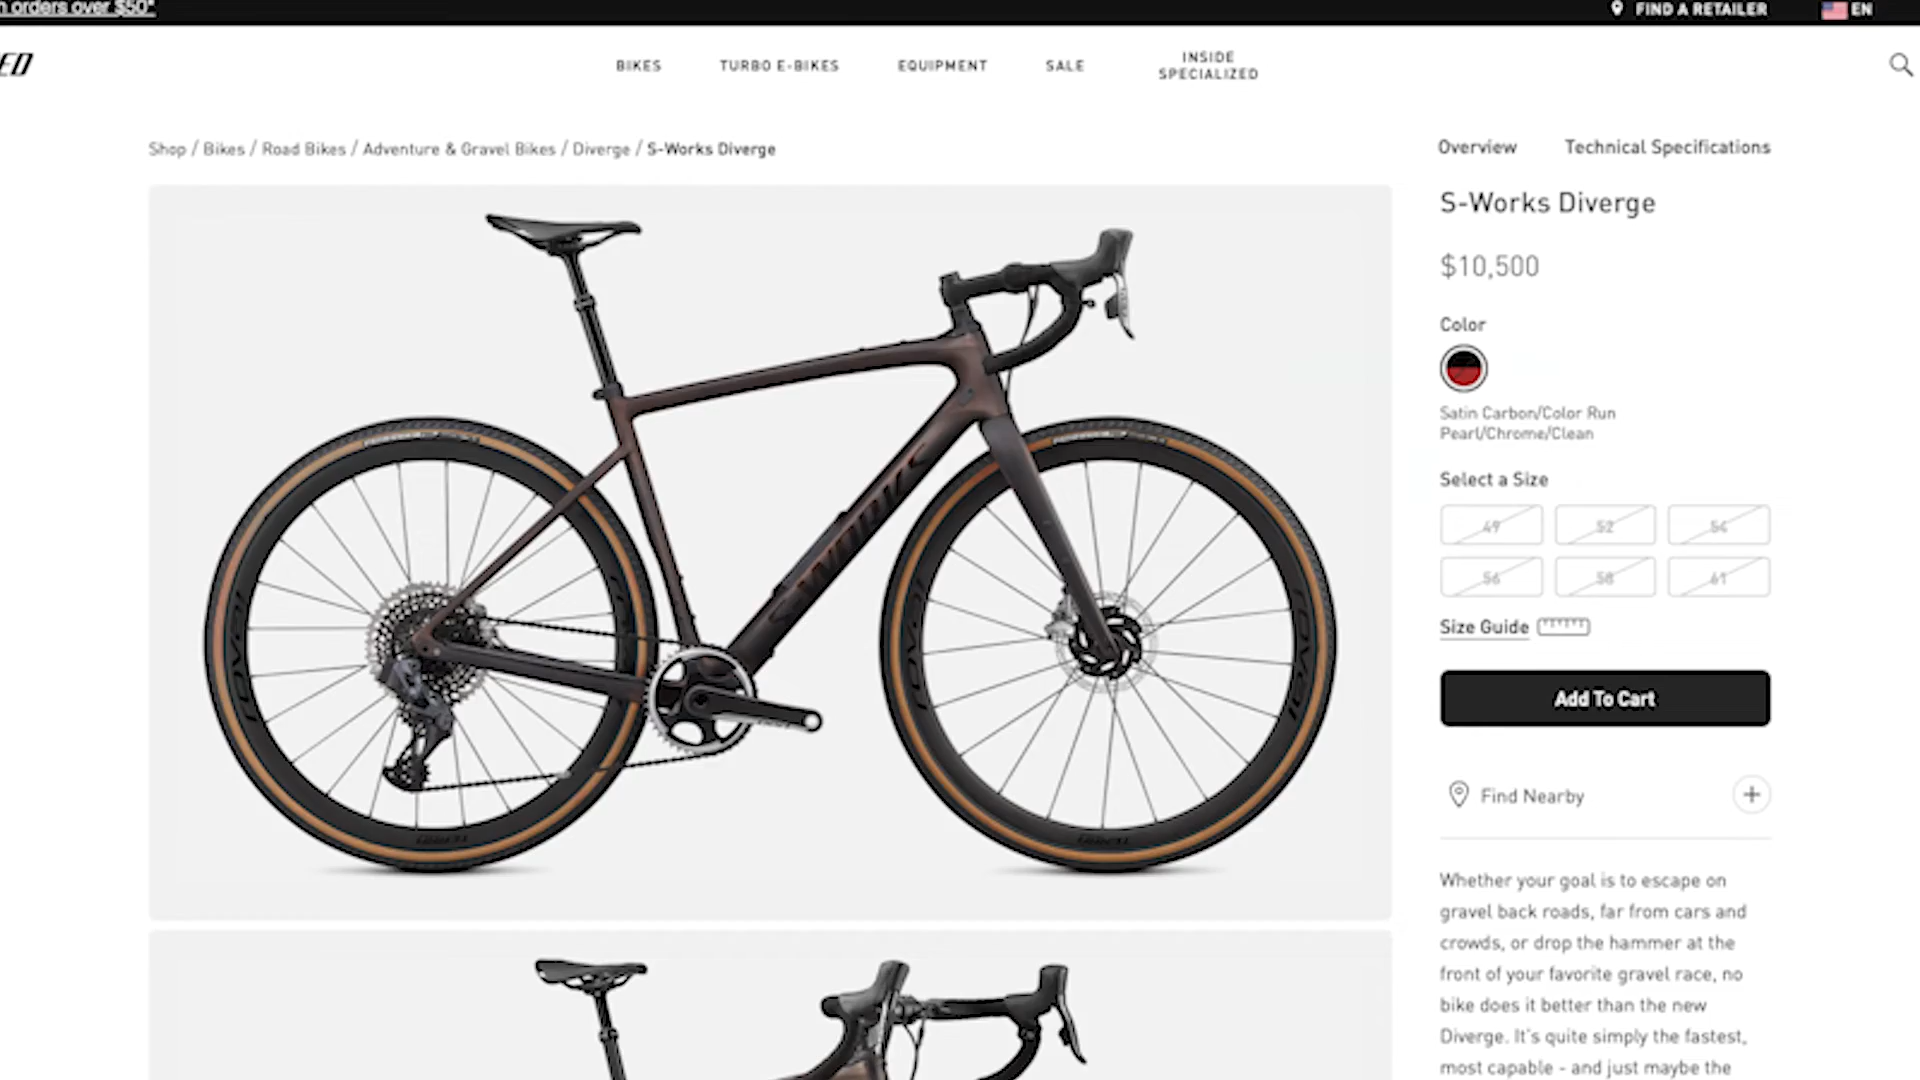 n orders over $50*
FIND A RETAILER
EN
ED
BIKES
TURBO E-BIKES
EQUIPMENT
SALE
INSIDE
SPECIALIZED
Shop / Bikes / Road Bikes / Adventure & Gravel Bikes / Diverge / S-Works Diverge
Overview
Technical Specifications
S-Works Diverge
$10,500
Color
Satin Carbon/Color Run
Pearl/Chrome/Clean
Select a Size
49
52
54
56
58
61
Size Guide
Add To Cart
Find Nearby
Whether your goal is to escape on
gravel back roads, far from cars and
crowds, or drop the hammer at the
front of your favorite gravel race, no
bike does it better than the new
Diverge. It's quite simply the fastest,
most capable - and just maybe the
S-WORKS
ROVAL
ROVAL